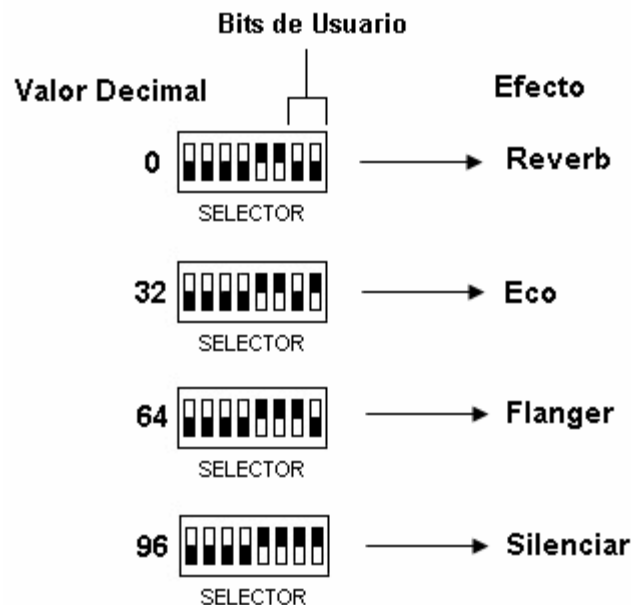 Bits de Usuario
Valor Decimal
Efecto
0
Reverb
SELECTOR
32
Eco
SELECTOR
64
Flanger
SELECTOR
96
Silenciar
SELECTOR